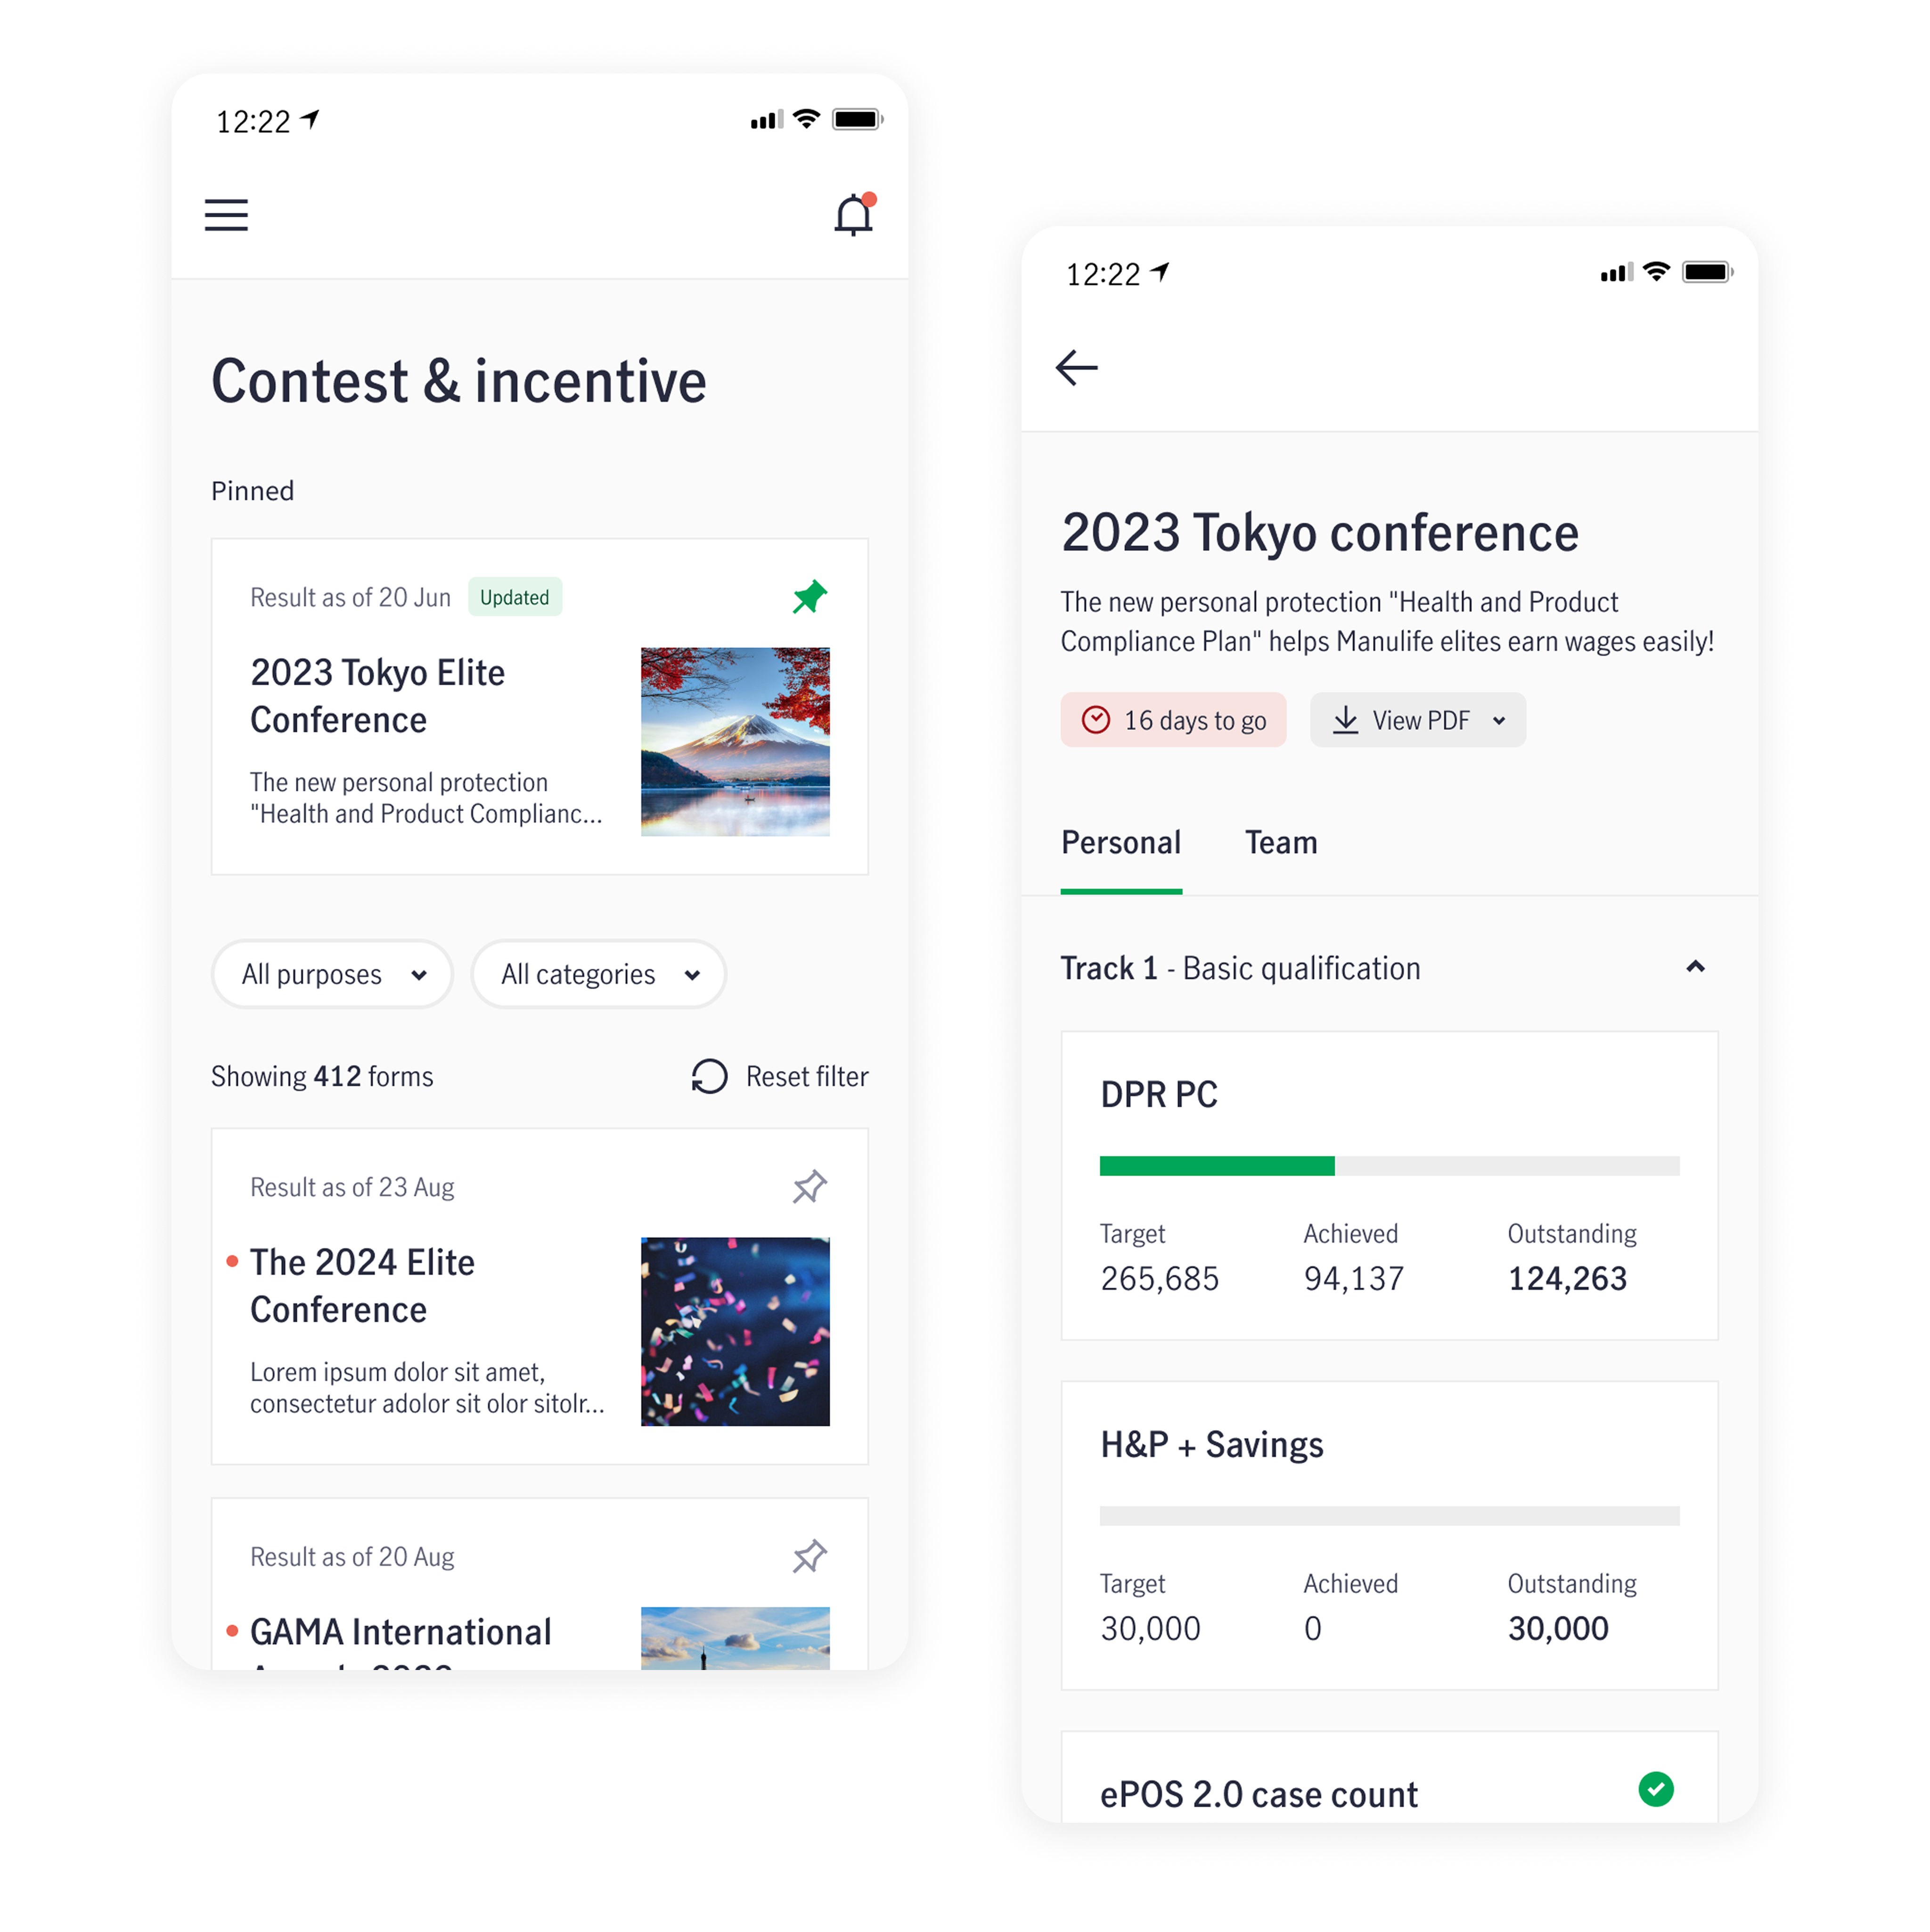 12:22
Contest & incentive
Pinned
Result as of 20 Jun
Updated
2023 Tokyo Elite
Conference
The new personal protection
"Health and Product Complianc...
All purposes
All categories
Showing 412 forms
Reset filter
Result as of 23 Aug
The 2024 Elite
Conference
Lorem ipsum dolor sit amet,
consectetur adolor sit olor sitolr...
Result as of 20 Aug
GAMA International
12:22
2023 Tokyo conference
The new personal protection "Health and Product
Compliance Plan" helps Manulife elites earn wages easily!
16 days to go
View PDF
Personal
Team
Track 1 - Basic qualification
DPR PC
Target
Achieved
Outstanding
265,685
94,137
124,263
H&P + Savings
Target
Achieved
Outstanding
30,000
0
30,000
ePOS 2.0 case count